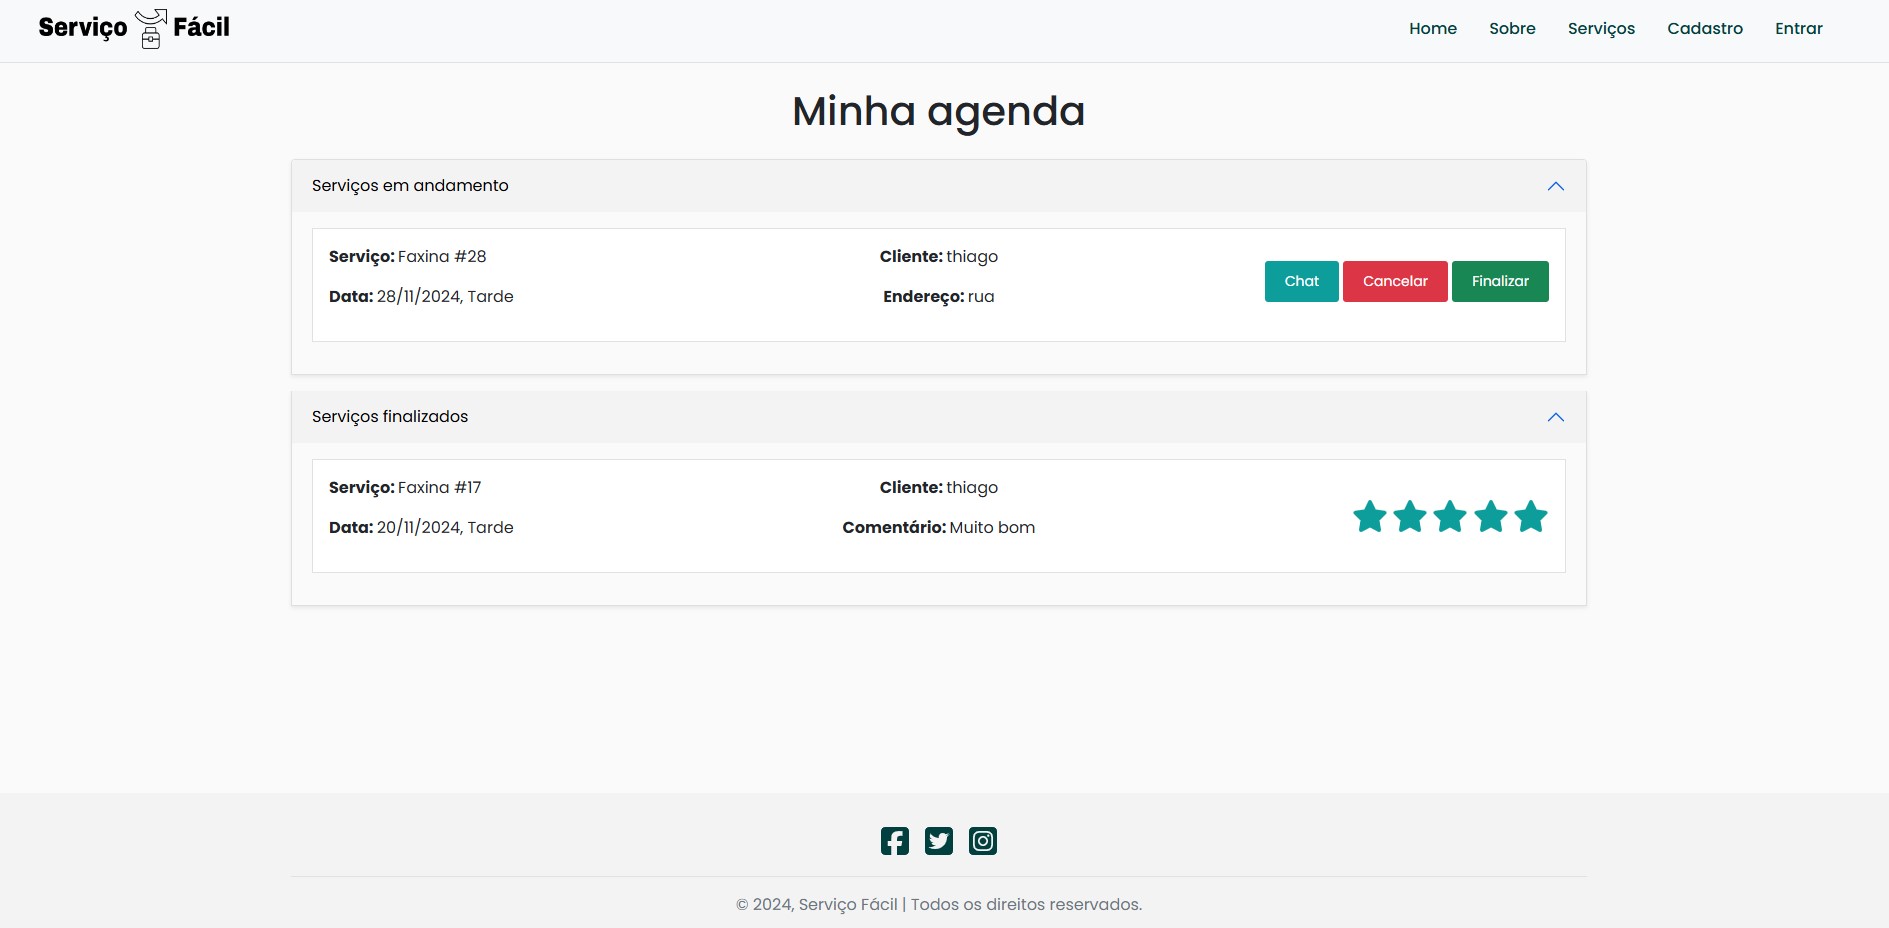 Serviço Fácil
Home Sobre Serviços Cadastro Entrar
Minha agenda
Serviços em andamento
Serviço: Faxina #28
Data: 28/11/2024, Tarde
Cliente: thiago
Endereço: rua
Chat Cancelar Finalizar
Serviços finalizados
Serviço: Faxina #17
Data: 20/11/2024, Tarde
Cliente: thiago
Comentário: Muito bom
© 2024, Serviço Fácil | Todos os direitos reservados.